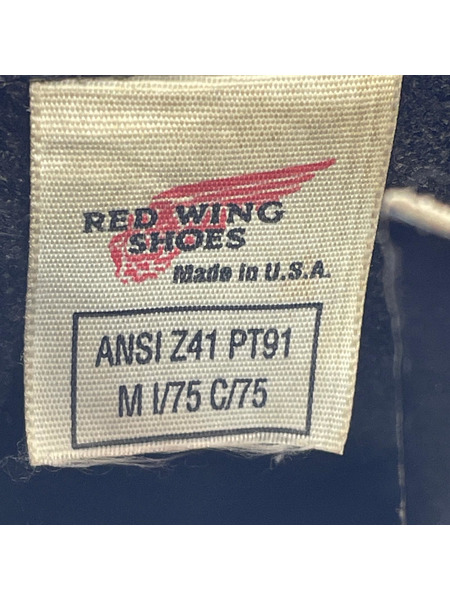 RED WING
SHOES
Made in U.S.A.
ANSI Z41 PT91
M I/75 C/75